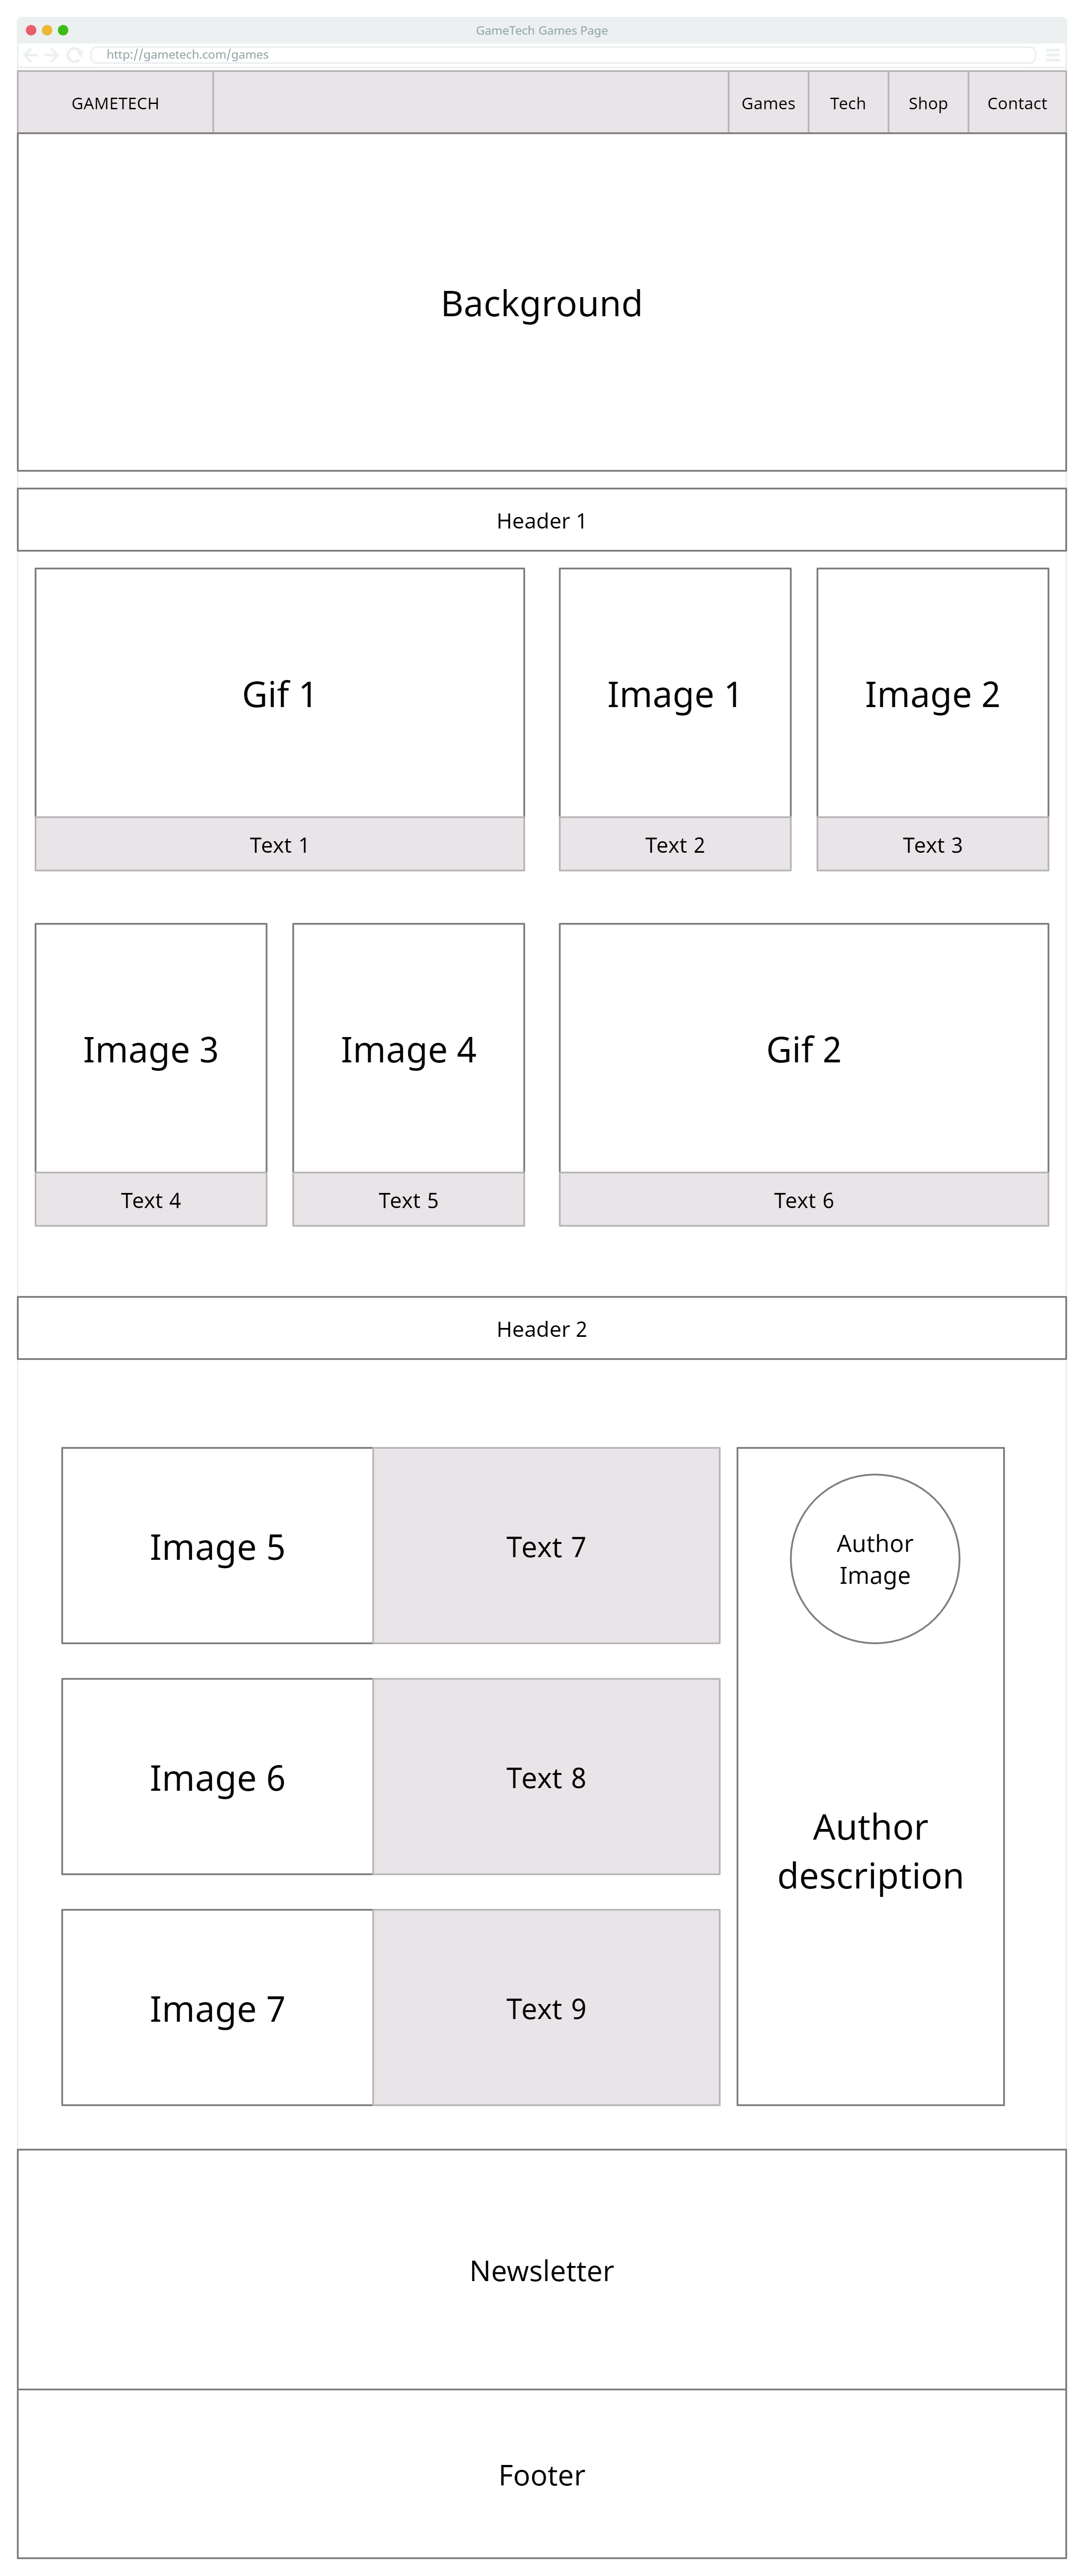 GameTech Games Page
http://gametech.com/games
GAMETECH
Games
Tech
Shop
Contact
Background
Header 1
Gif 1
Image 1
Image 2
Text 1
Text 2
Text 3
Image 3
Image 4
Gif 2
Text 4
Text 5
Text 6
Header 2
Image 5
Text 7
Image 6
Text 8
Image 7
Text 9
Author
Image
Author
description
Newsletter
Footer